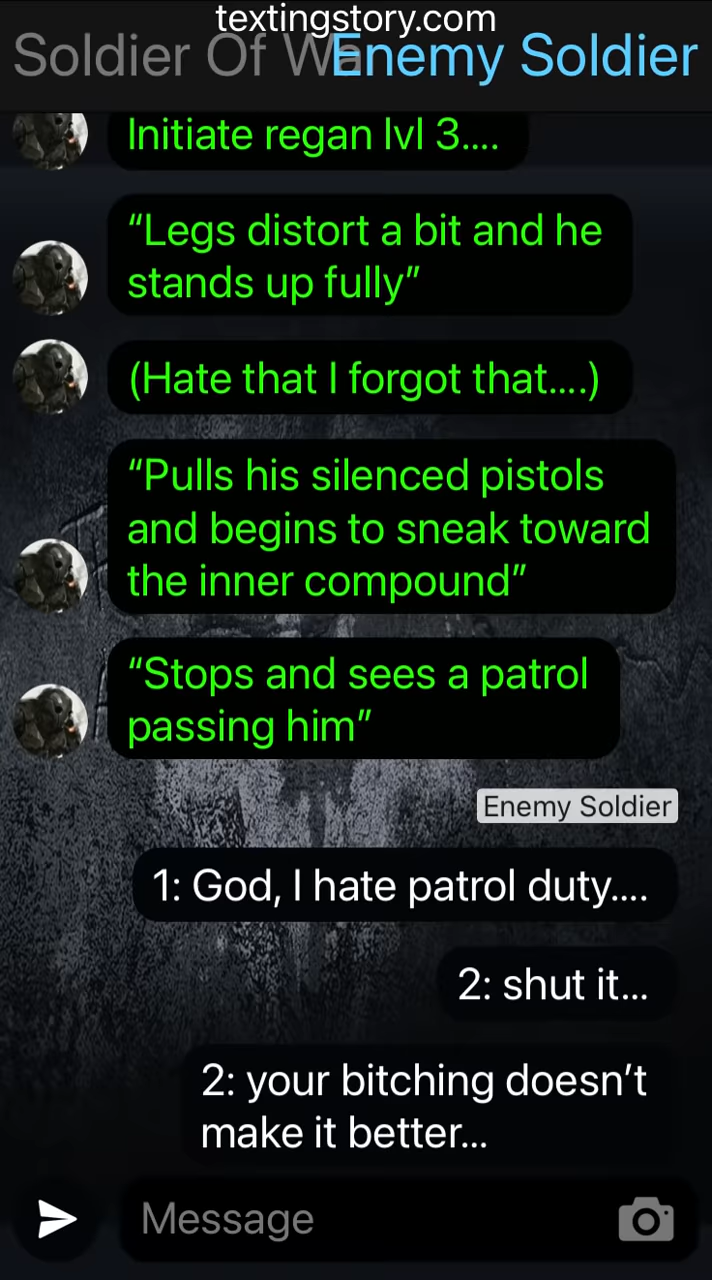 textingstory.com
Soldier Of Wa
Enemy Soldier
Initiate regan lvl 3....
“Legs distort a bit and he
stands up fully”
(Hate that I forgot that....)
“Pulls his silenced pistols
and begins to sneak toward
the inner compound”
“Stops and sees a patrol
passing him”
Enemy Soldier
1: God, I hate patrol duty....
2: shut it...
2: your bitching doesn’t
make it better...
Message